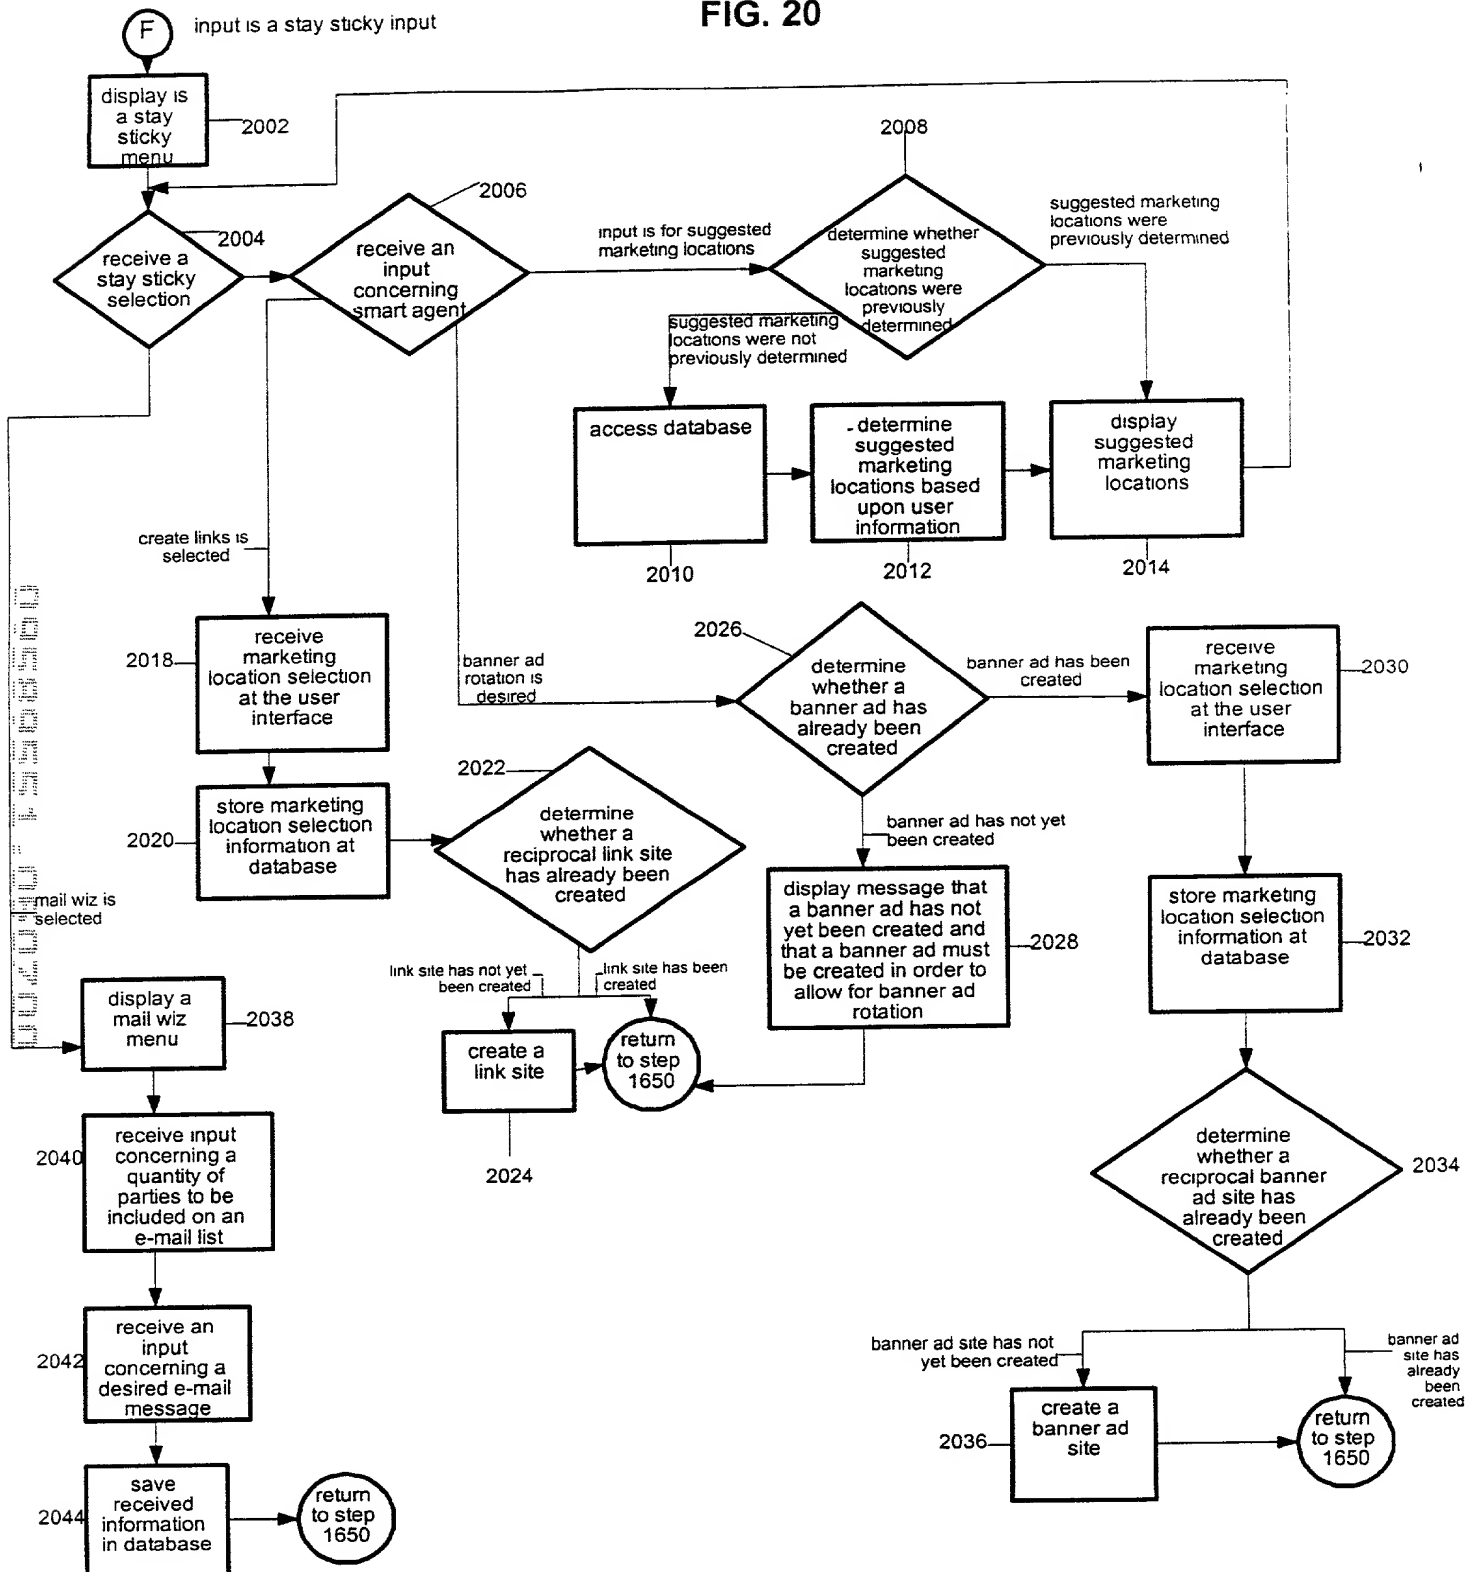 FIG. 20
F
input is a stay sticky input
display is
a stay
sticky
menu
2002
2004
receive a
stay sticky
selection
2006
receive an
input
concerning
smart agent
input is for suggested
marketing locations
2008
determine whether
suggested
marketing
locations were
previously
determined
suggested marketing
locations were
previously determined
suggested marketing
locations were not
previously determined
access database
2010
determine
suggested
marketing
locations based
upon user
information
2012
display
suggested
marketing
locations
2014
create links is
selected
2018
receive
marketing
location selection
at the user
interface
2020
store marketing
location selection
information at
database
banner ad
rotation is
desired
2022
determine
whether a
reciprocal link site
has already been
created
link site has not yet
been created
link site has been
created
create a
link site
2024
return
to step
1650
2026
determine
whether a
banner ad has
already been
created
banner ad has been
created
banner ad has not yet
been created
display message that
a banner ad has not
yet been created and
that a banner ad must
be created in order to
allow for banner ad
rotation
2028
receive
marketing
location selection
at the user
interface
2030
store marketing
location selection
information at
database
2032
determine
whether a
reciprocal banner
ad site has
already been
created
2034
banner ad site has not
yet been created
banner ad
site has
already
been
created
create a
banner ad
site
2036
return
to step
1650
mail wiz is
selected
display a
mail wiz
menu
2038
2040
receive input
concerning a
quantity of
parties to be
included on an
e-mail list
2042
receive an
input
concerning a
desired e-mail
message
2044
save
received
information
in database
return
to step
1650